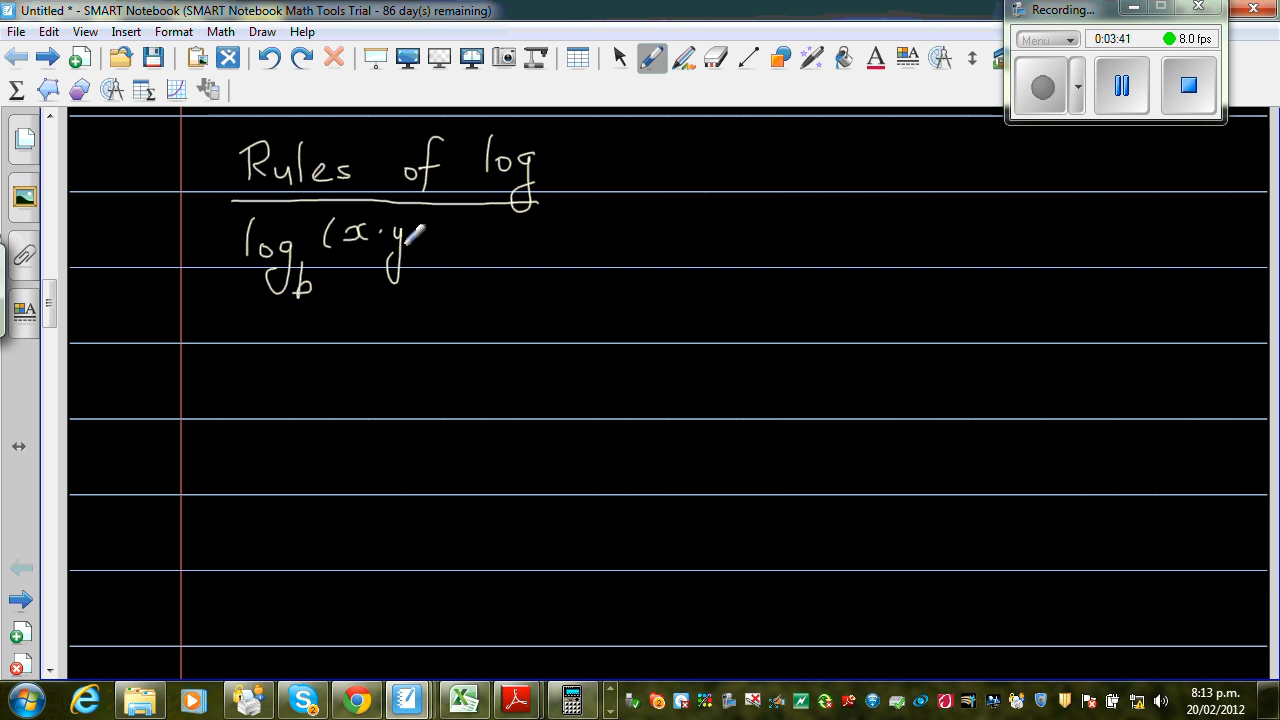 Untitled * - SMART Notebook (SMART Notebook Math Tools Trial - 86 day(s) remaining)
Recording...
File Edit View Insert Format Math Draw Help
Menu
0:03:41
8.0 fps
Rules of log
log_b (x·y
8:13 p.m.
20/02/2012